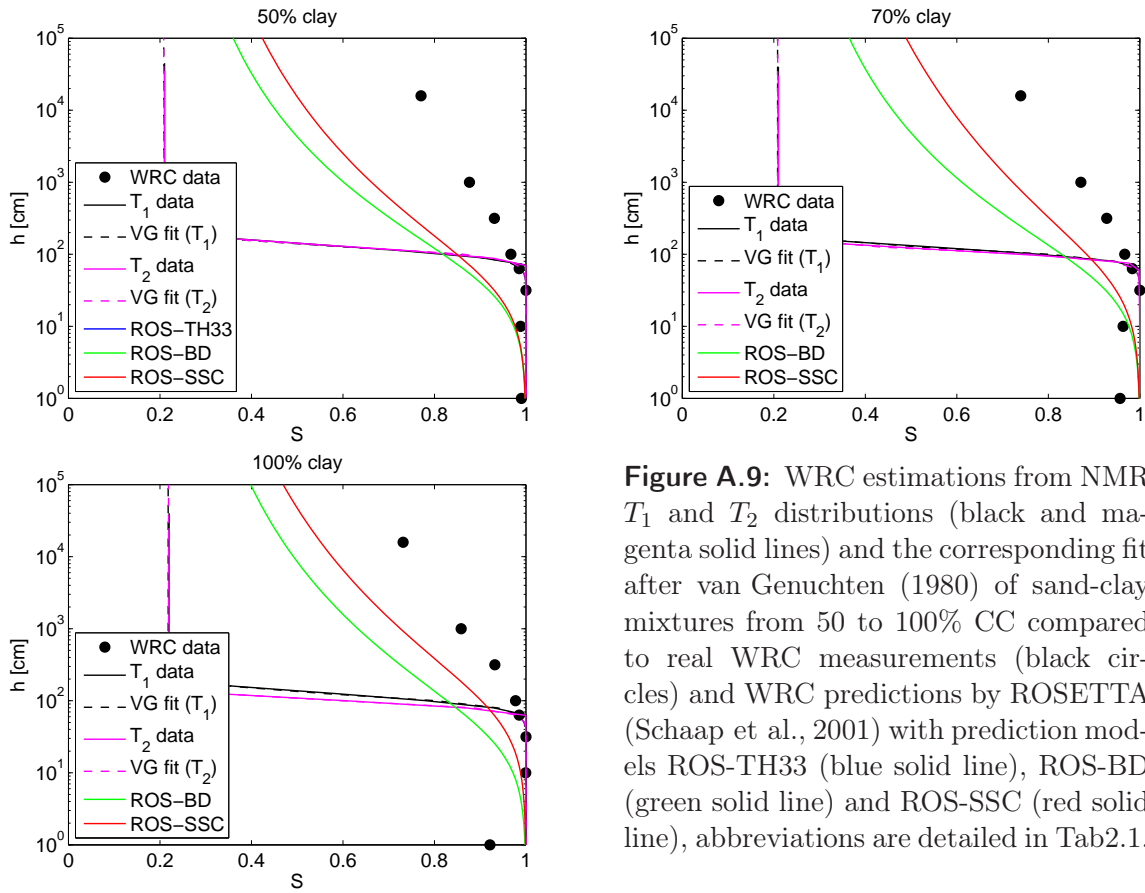 50% clay
10^5
10^4
10^3
10^2
10^1
10^0
h [cm]
0 0.2 0.4 0.6 0.8 1
S
WRC data
T_1 data
VG fit (T_1)
T_2 data
VG fit (T_2)
ROS−TH33
ROS−BD
ROS−SSC
70% clay
10^5
10^4
10^3
10^2
10^1
10^0
h [cm]
0 0.2 0.4 0.6 0.8 1
S
WRC data
T_1 data
VG fit (T_1)
T_2 data
VG fit (T_2)
ROS−BD
ROS−SSC
100% clay
10^5
10^4
10^3
10^2
10^1
10^0
h [cm]
0 0.2 0.4 0.6 0.8 1
S
WRC data
T_1 data
VG fit (T_1)
T_2 data
VG fit (T_2)
ROS−BD
ROS−SSC
Figure A.9: WRC estimations from NMR
T_1 and T_2 distributions (black and ma-
genta solid lines) and the corresponding fit
after van Genuchten (1980) of sand-clay
mixtures from 50 to 100% CC compared
to real WRC measurements (black cir-
cles) and WRC predictions by ROSETTA
(Schaap et al., 2001) with prediction mod-
els ROS-TH33 (blue solid line), ROS-BD
(green solid line) and ROS-SSC (red solid
line), abbreviations are detailed in Tab2.1.